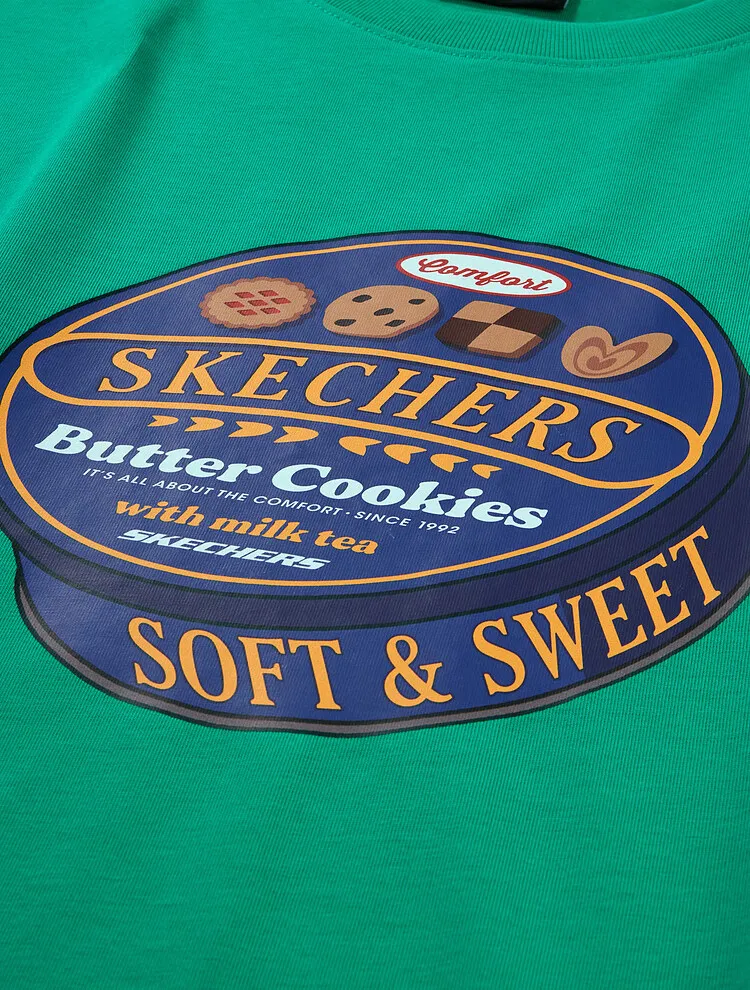 Comfort
SKECHERS
Butter Cookies
IT'S ALL ABOUT THE COMFORT · SINCE 1992
with milk tea
SKECHERS
SOFT & SWEET